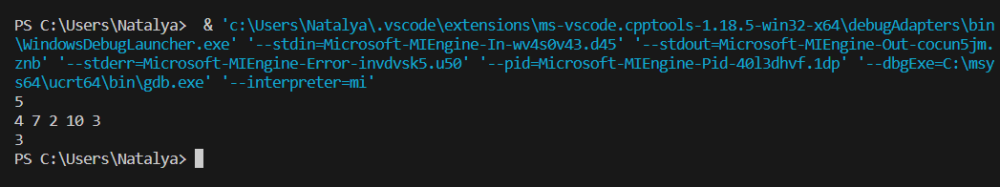 PS C:\Users\Natalya>  & 'c:\Users\Natalya\.vscode\extensions\ms-vscode.cpptools-1.18.5-win32-x64\debugAdapters\bin
\WindowsDebugLauncher.exe' '--stdin=Microsoft-MIEngine-In-wv4s0v43.d45' '--stdout=Microsoft-MIEngine-Out-cocun5jm.
znb' '--stderr=Microsoft-MIEngine-Error-invdvsk5.u50' '--pid=Microsoft-MIEngine-Pid-40l3dhvf.1dp' '--dbgExe=C:\msy
s64\ucrt64\bin\gdb.exe' '--interpreter=mi'
5
4 7 2 10 3
3
PS C:\Users\Natalya>